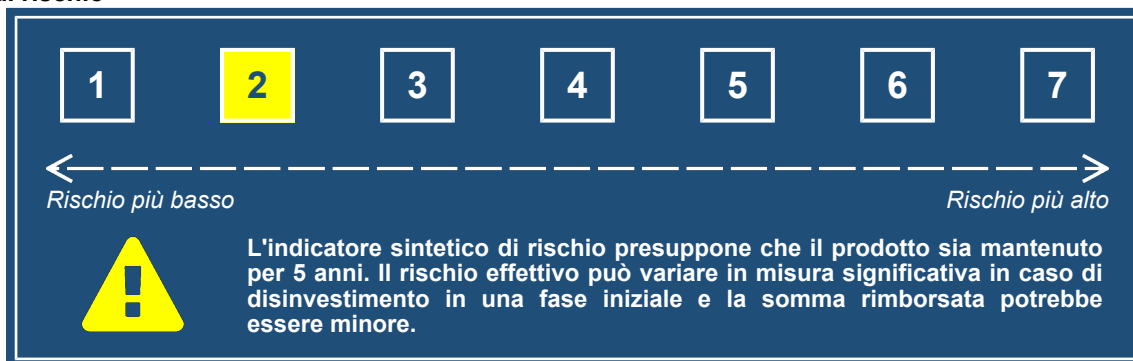 di rischio
1 2 3 4 5 6 7
Rischio più basso Rischio più alto
L'indicatore sintetico di rischio presuppone che il prodotto sia mantenuto
per 5 anni. Il rischio effettivo può variare in misura significativa in caso di
disinvestimento in una fase iniziale e la somma rimborsata potrebbe
essere minore.